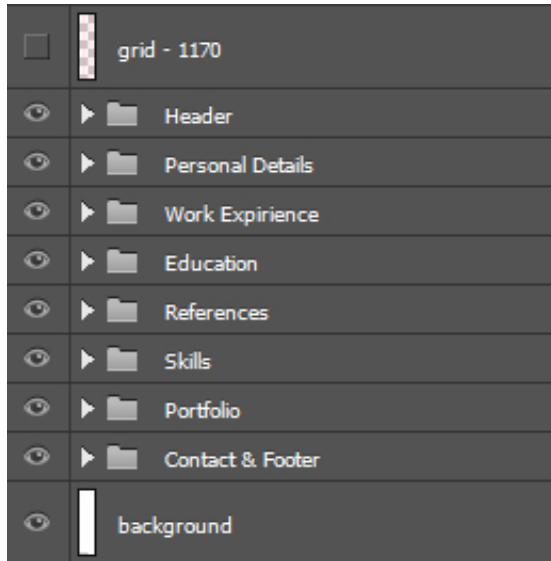 grid - 1170
Header
Personal Details
Work Expirience
Education
References
Skills
Portfolio
Contact & Footer
background